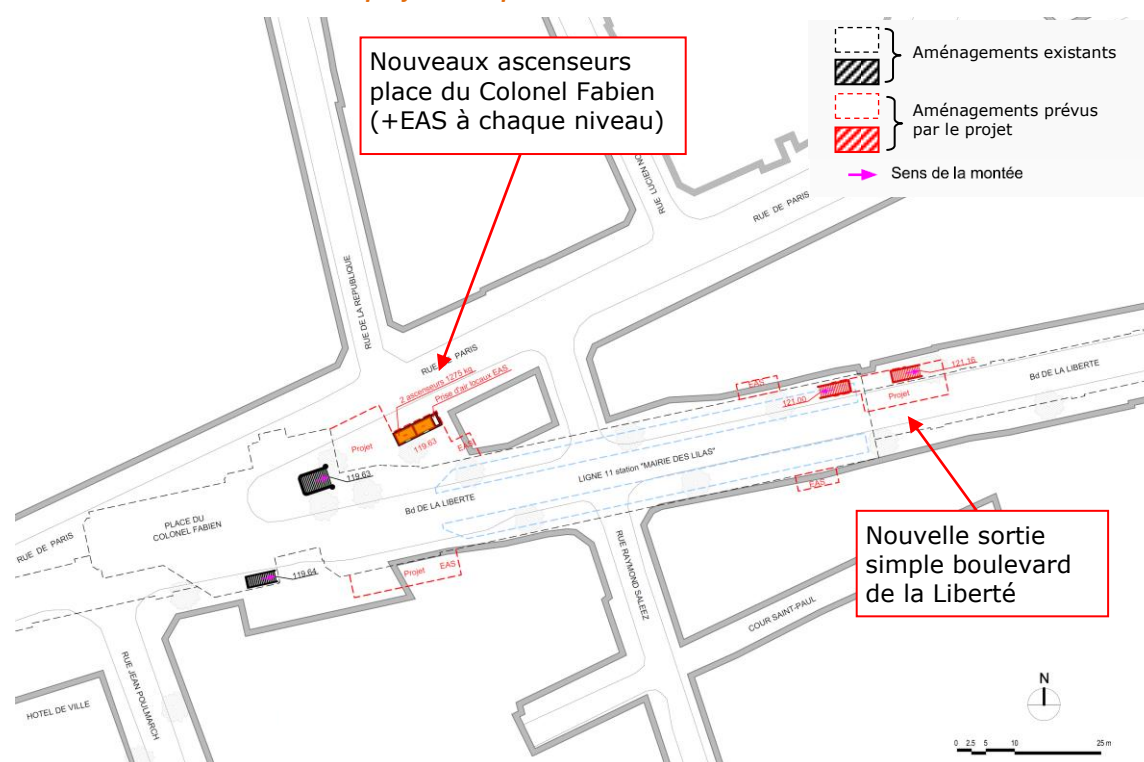 Nouveaux ascenseurs
place du Colonel Fabien
(+EAS à chaque niveau)
Aménagements existants
Aménagements prévus
par le projet
Sens de la montée
RUE DE PARIS
RUE DE LA REPUBLIQUE
RUE DE PARIS
2 ascenseurs 1275 kg
Prise d'air locaux EAS
Projet
119.63
EAS
119.63
EAS
121.00
121.16
Projet
Bd DE LA LIBERTE
LIGNE 11 station "MAIRIE DES LILAS"
EAS
Bd DE LA LIBERTE
PLACE DU
COLONEL FABIEN
RUE DE PARIS
119.64
Projet
EAS
Nouvelle sortie
simple boulevard
de la Liberté
RUE RAYMOND SALEEZ
COUR SAINT-PAUL
RUE JEAN POULMARCH
HOTEL DE VILLE
N
0 2.5 5 10 25 m